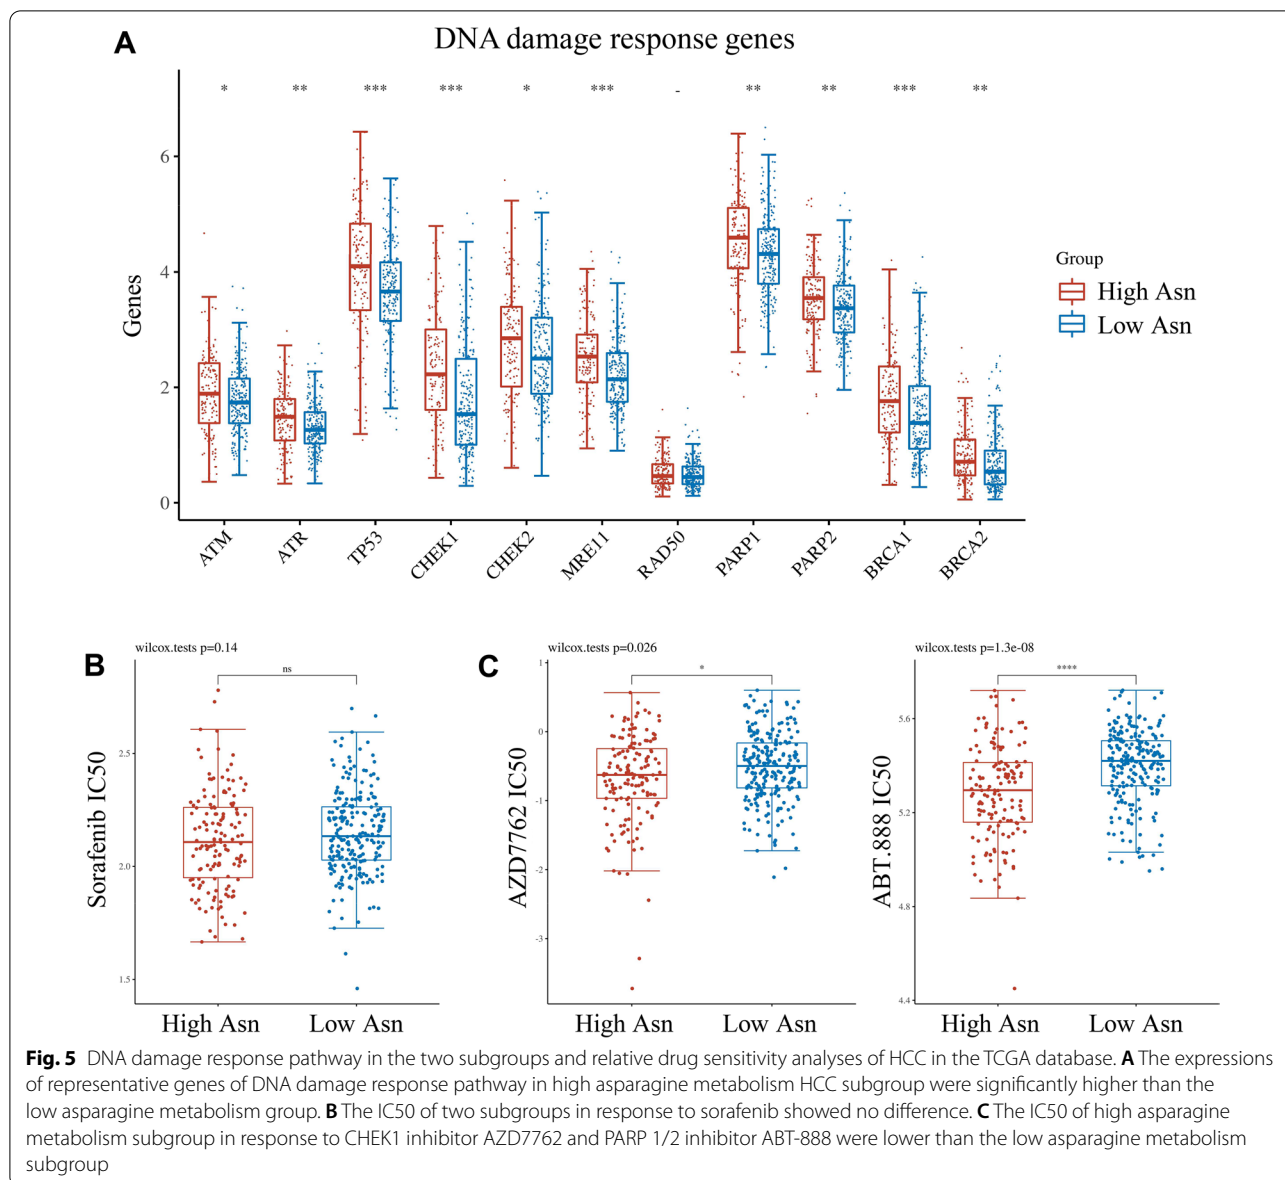 A
DNA damage response genes
* ** *** *** * *** - ** ** *** **
Genes
6
4
2
0
ATM ATR TP53 CHEK1 CHEK2 MRE11 RAD50 PARP1 PARP2 BRCA1 BRCA2
Group
High Asn
Low Asn
B
wilcox.tests p=0.14
ns
Sorafenib IC50
2.5
2.0
1.5
High Asn Low Asn
C
wilcox.tests p=0.026
*
AZD7762 IC50
1
0
-1
-2
-3
High Asn Low Asn
wilcox.tests p=1.3e-08
****
ABT.888 IC50
5.6
5.2
4.8
4.4
High Asn Low Asn
Fig. 5 DNA damage response pathway in the two subgroups and relative drug sensitivity analyses of HCC in the TCGA database. A The expressions
of representative genes of DNA damage response pathway in high asparagine metabolism HCC subgroup were significantly higher than the
low asparagine metabolism group. B The IC50 of two subgroups in response to sorafenib showed no difference. C The IC50 of high asparagine
metabolism subgroup in response to CHEK1 inhibitor AZD7762 and PARP 1/2 inhibitor ABT-888 were lower than the low asparagine metabolism
subgroup